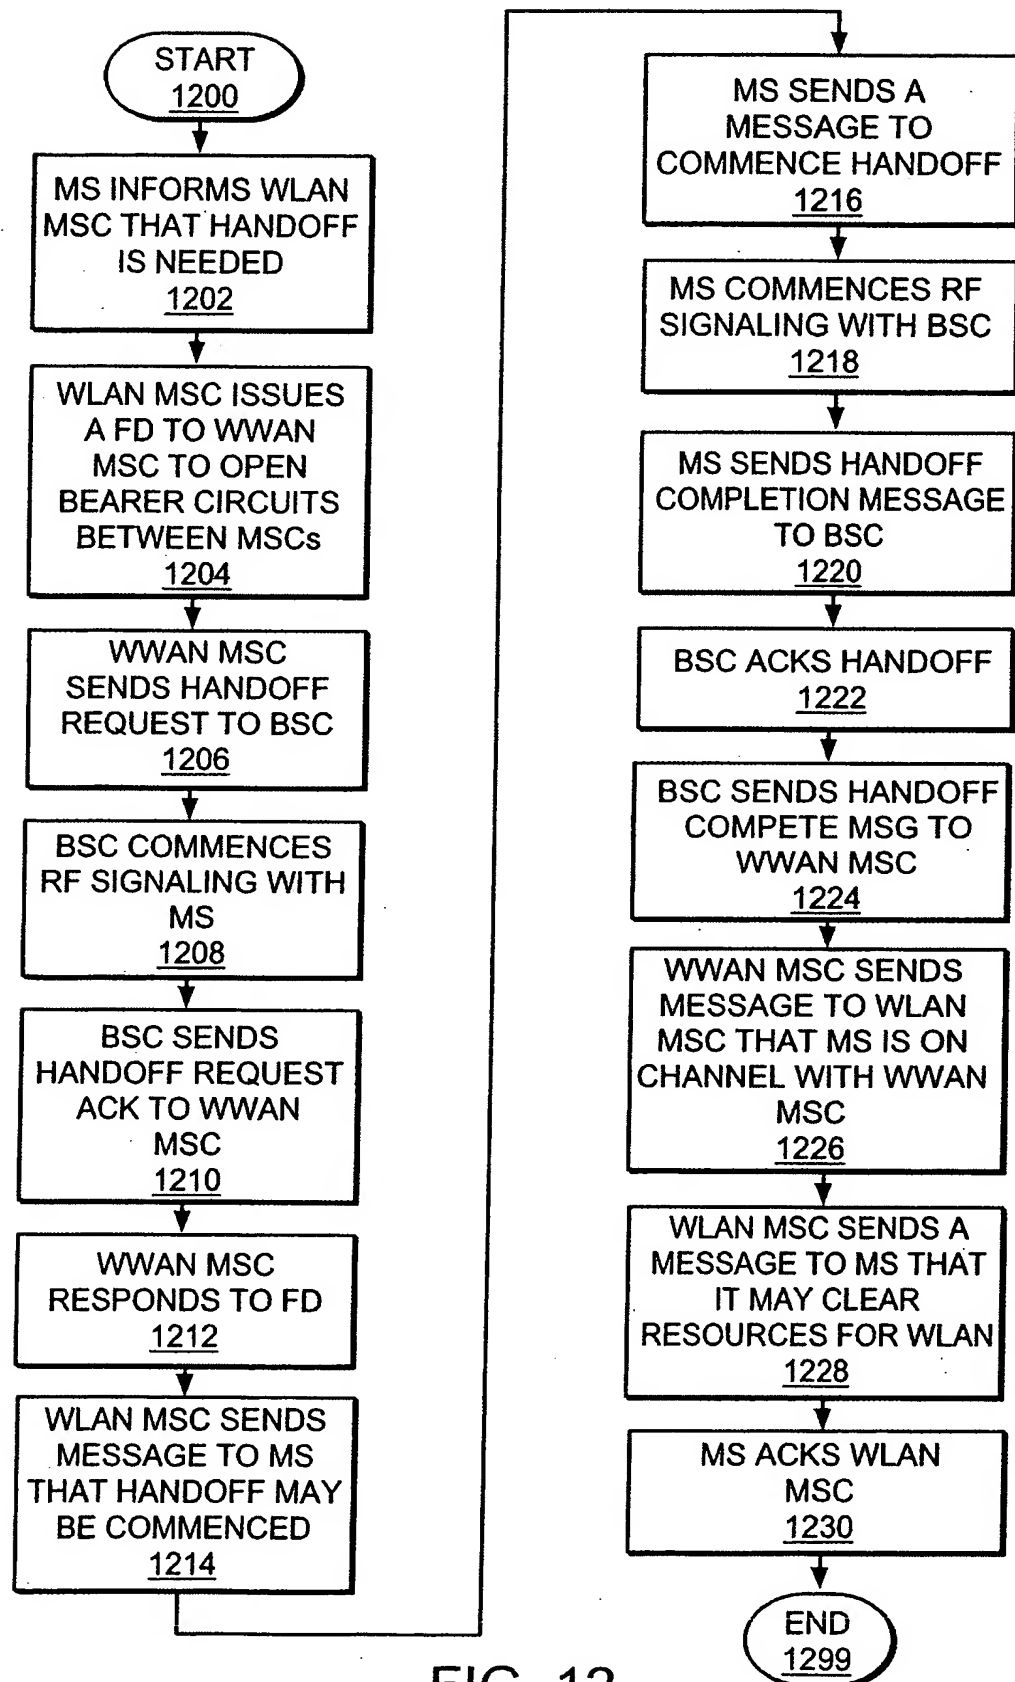 START
1200
MS INFORMS WLAN
MSC THAT HANDOFF
IS NEEDED
1202
WLAN MSC ISSUES
A FD TO WWAN
MSC TO OPEN
BEARER CIRCUITS
BETWEEN MSCs
1204
WWAN MSC
SENDS HANDOFF
REQUEST TO BSC
1206
BSC COMMENCES
RF SIGNALING WITH
MS
1208
BSC SENDS
HANDOFF REQUEST
ACK TO WWAN
MSC
1210
WWAN MSC
RESPONDS TO FD
1212
WLAN MSC SENDS
MESSAGE TO MS
THAT HANDOFF MAY
BE COMMENCED
1214
MS SENDS A
MESSAGE TO
COMMENCE HANDOFF
1216
MS COMMENCES RF
SIGNALING WITH BSC
1218
MS SENDS HANDOFF
COMPLETION MESSAGE
TO BSC
1220
BSC ACKS HANDOFF
1222
BSC SENDS HANDOFF
COMPETE MSG TO
WWAN MSC
1224
WWAN MSC SENDS
MESSAGE TO WLAN
MSC THAT MS IS ON
CHANNEL WITH WWAN
MSC
1226
WLAN MSC SENDS A
MESSAGE TO MS THAT
IT MAY CLEAR
RESOURCES FOR WLAN
1228
MS ACKS WLAN
MSC
1230
END
1299
FIG. 12